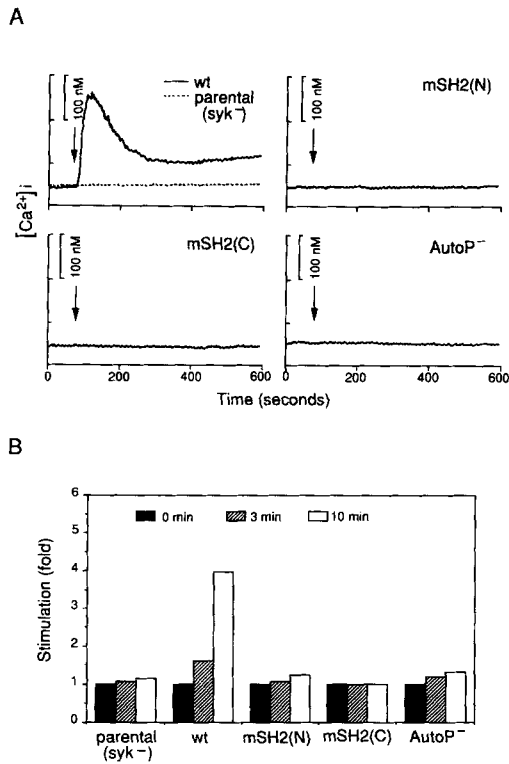 A
wt
parental
(syk⁻)
100 nM
mSH2(N)
100 nM
[Ca²⁺]i
mSH2(C)
100 nM
AutoP⁻
100 nM
0 200 400 600
0 200 400 600
Time (seconds)
B
6
5
4
3
2
1
0
Stimulation (fold)
0 min 3 min 10 min
parental
(syk⁻)
wt
mSH2(N)
mSH2(C)
AutoP⁻